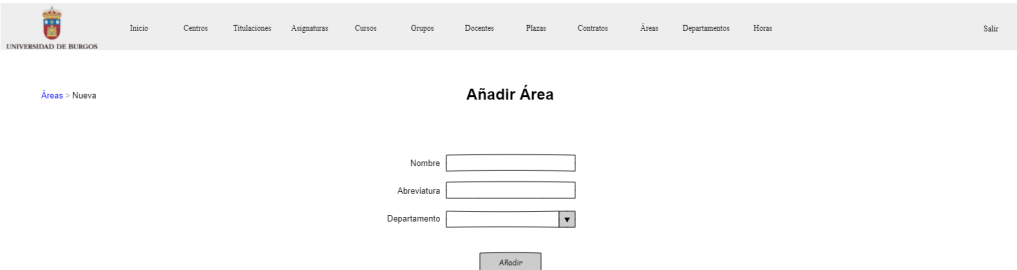 Inicio Centros Titulaciones Asignaturas Cursos Grupos Docentes Plazas Contratos Áreas Departamentos Horas Salir
UNIVERSIDAD DE BURGOS
Áreas > Nueva
Añadir Área
Nombre
Abreviatura
Departamento
Añadir